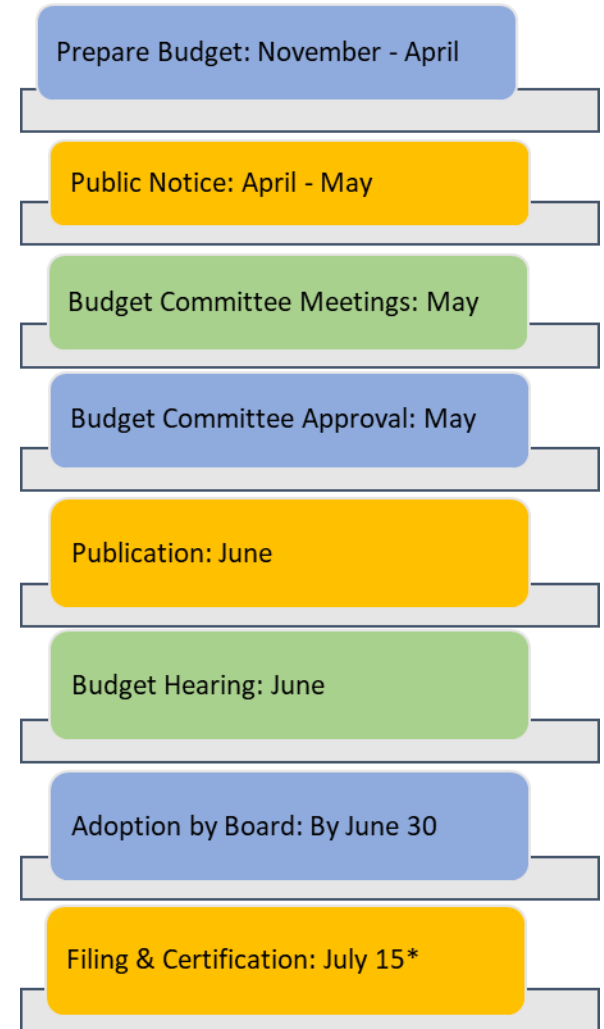 Prepare Budget: November - April
Public Notice: April - May
Budget Committee Meetings: May
Budget Committee Approval: May
Publication: June
Budget Hearing: June
Adoption by Board: By June 30
Filing & Certification: July 15*